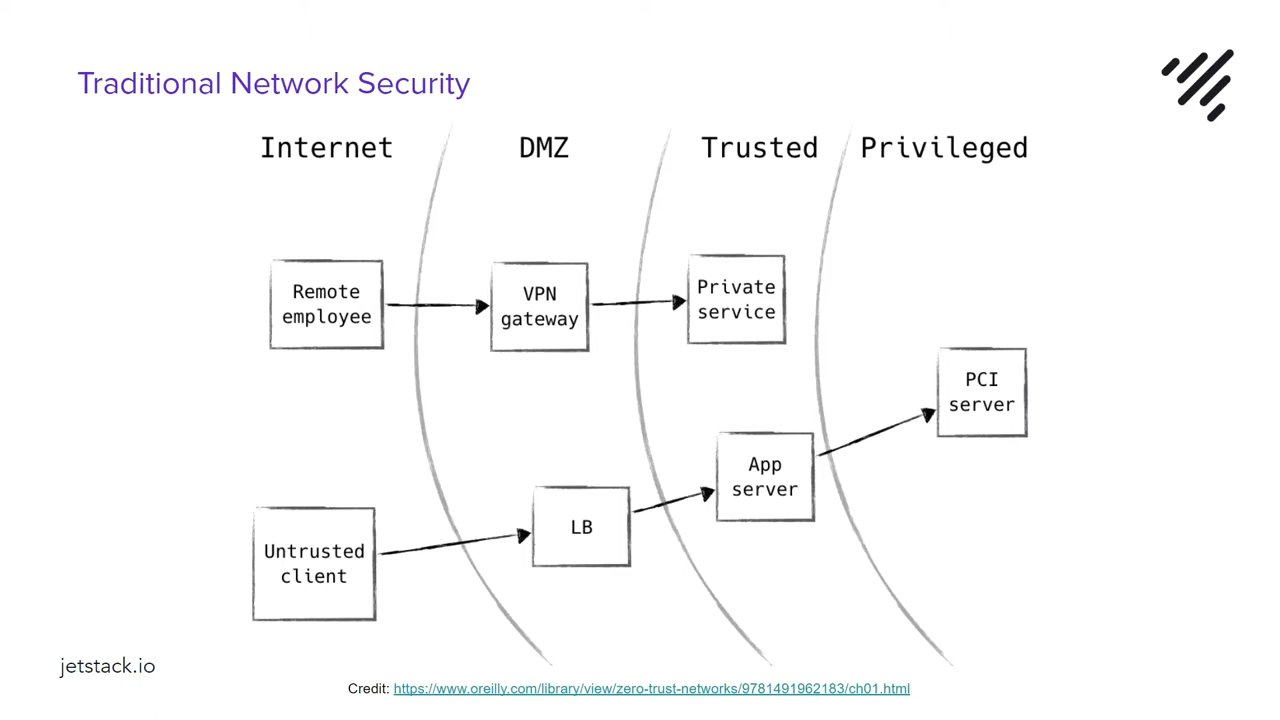 Traditional Network Security
Internet
DMZ
Trusted
Privileged
Remote
employee
VPN
gateway
Private
service
PCI
server
App
server
LB
Untrusted
client
jetstack.io
Credit: https://www.oreilly.com/library/view/zero-trust-networks/9781491962183/ch01.html